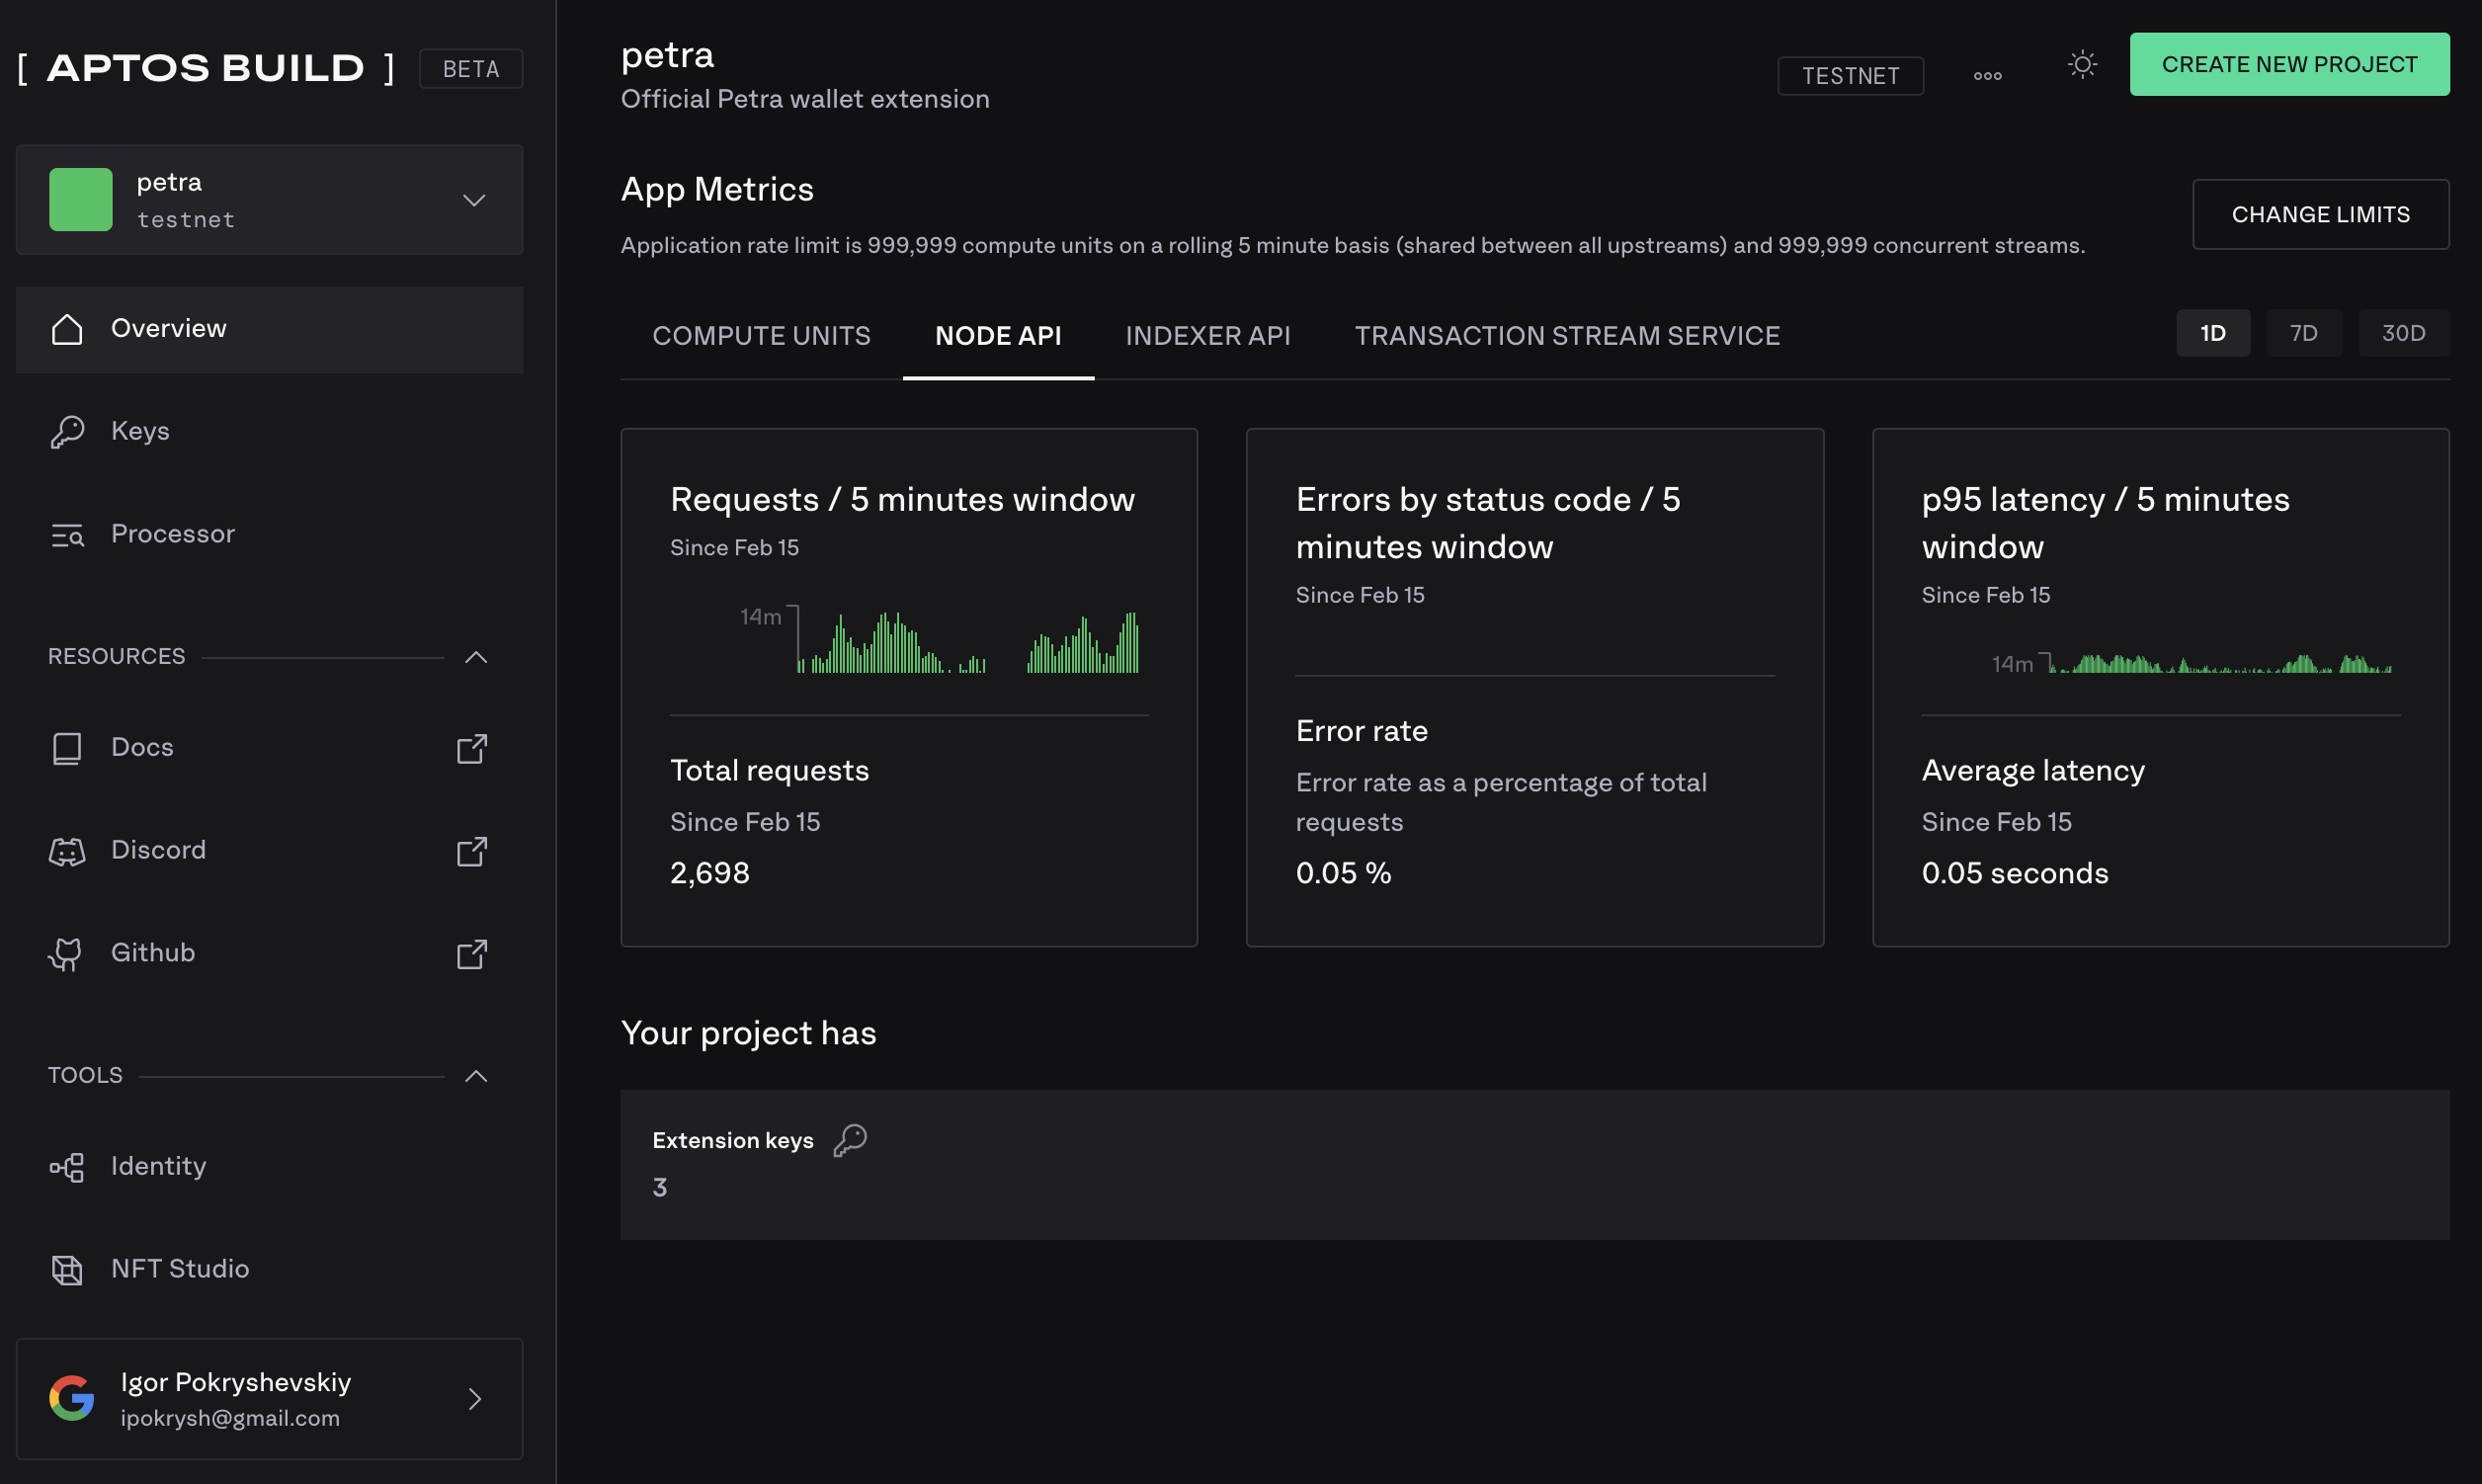 [ APTOS BUILD ]
BETA
petra
testnet
Overview
Keys
Processor
RESOURCES
Docs
Discord
Github
TOOLS
Identity
NFT Studio
Igor Pokryshevskiy
ipokrysh@gmail.com
petra
Official Petra wallet extension
TESTNET
CREATE NEW PROJECT
App Metrics
Application rate limit is 999,999 compute units on a rolling 5 minute basis (shared between all upstreams) and 999,999 concurrent streams.
CHANGE LIMITS
COMPUTE UNITS
NODE API
INDEXER API
TRANSACTION STREAM SERVICE
1D
7D
30D
Requests / 5 minutes window
Since Feb 15
14m
Total requests
Since Feb 15
2,698
Errors by status code / 5
minutes window
Since Feb 15
Error rate
Error rate as a percentage of total
requests
0.05 %
p95 latency / 5 minutes
window
Since Feb 15
14m
Average latency
Since Feb 15
0.05 seconds
Your project has
Extension keys
3